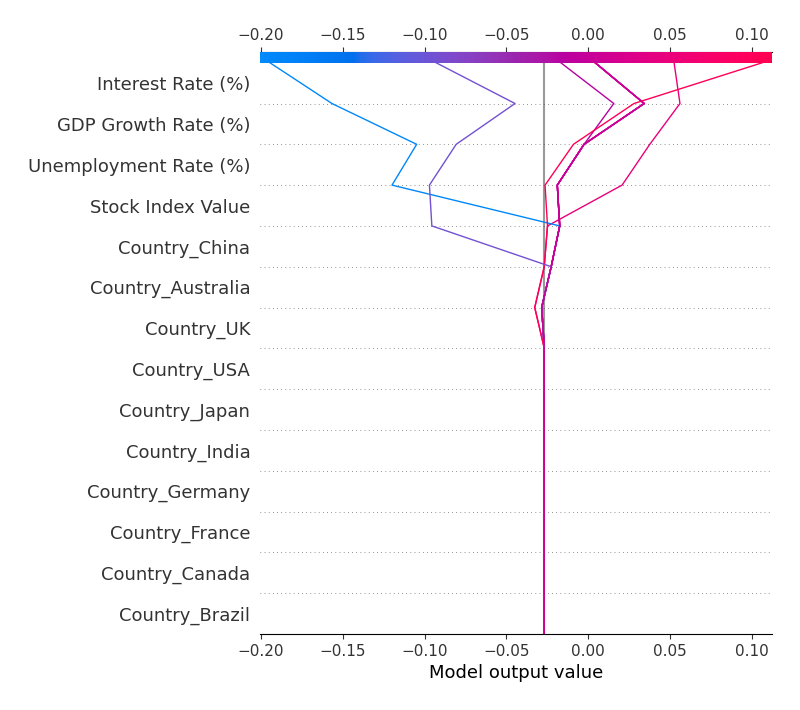 −0.20 −0.15 −0.10 −0.05 0.00 0.05 0.10
Interest Rate (%)
GDP Growth Rate (%)
Unemployment Rate (%)
Stock Index Value
Country_China
Country_Australia
Country_UK
Country_USA
Country_Japan
Country_India
Country_Germany
Country_France
Country_Canada
Country_Brazil
−0.20 −0.15 −0.10 −0.05 0.00 0.05 0.10
Model output value